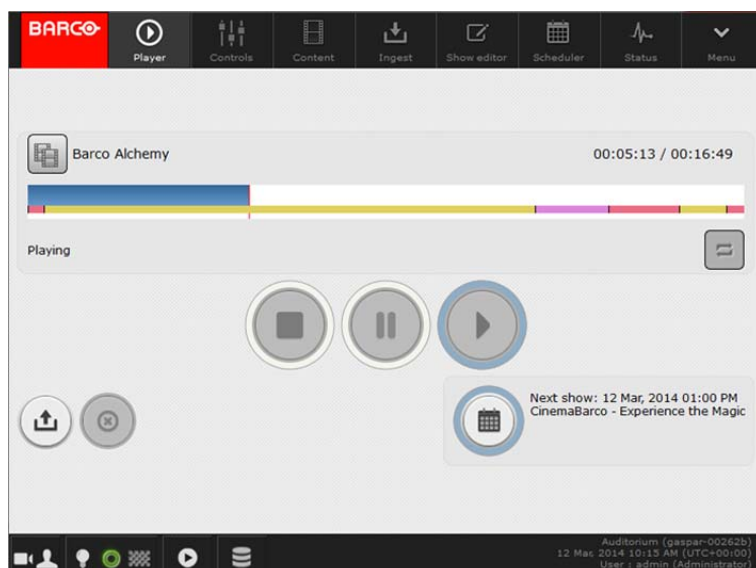 BARCO
Player
Controls
Content
Ingest
Show editor
Scheduler
Status
Menu
Barco Alchemy
00:05:13 / 00:16:49
Playing
Next show: 12 Mar, 2014 01:00 PM
CinemaBarco - Experience the Magic
Auditorium (gaspar-00262b)
12 Mar, 2014 10:15 AM (UTC+00:00)
User : admin (Administrator